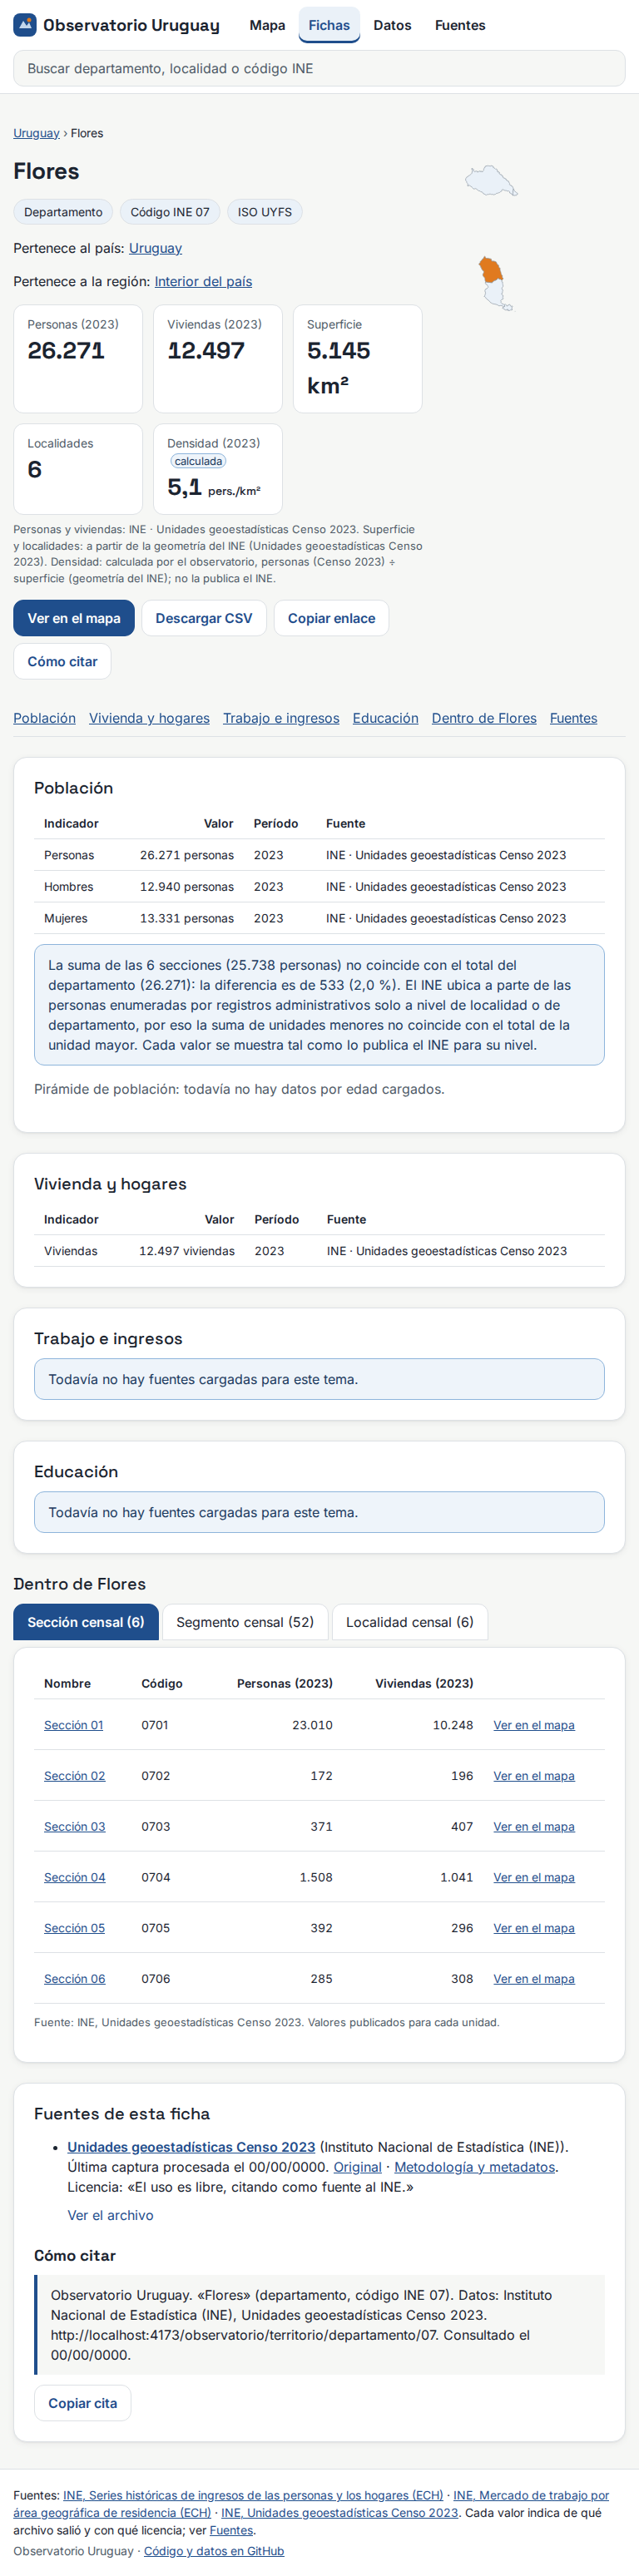 Observatorio Uruguay
Mapa
Fichas
Datos
Fuentes
Buscar departamento, localidad o código INE
Uruguay › Flores
Flores
Departamento
Código INE 07
ISO UYFS
Pertenece al país: Uruguay
Pertenece a la región: Interior del país
Personas (2023)
26.271
Viviendas (2023)
12.497
Superficie
5.145
km²
Localidades
6
Densidad (2023)
calculada
5,1 pers./km²
Personas y viviendas: INE · Unidades geoestadísticas Censo 2023. Superficie
y localidades: a partir de la geometría del INE (Unidades geoestadísticas Censo
2023). Densidad: calculada por el observatorio, personas (Censo 2023) ÷
superficie (geometría del INE); no la publica el INE.
Ver en el mapa
Descargar CSV
Copiar enlace
Cómo citar
Población
Vivienda y hogares
Trabajo e ingresos
Educación
Dentro de Flores
Fuentes
Población
Indicador Valor Período Fuente
Personas 26.271 personas 2023 INE · Unidades geoestadísticas Censo 2023
Hombres 12.940 personas 2023 INE · Unidades geoestadísticas Censo 2023
Mujeres 13.331 personas 2023 INE · Unidades geoestadísticas Censo 2023
La suma de las 6 secciones (25.738 personas) no coincide con el total del
departamento (26.271): la diferencia es de 533 (2,0 %). El INE ubica a parte de las
personas enumeradas por registros administrativos solo a nivel de localidad o de
departamento, por eso la suma de unidades menores no coincide con el total de la
unidad mayor. Cada valor se muestra tal como lo publica el INE para su nivel.
Pirámide de población: todavía no hay datos por edad cargados.
Vivienda y hogares
Indicador Valor Período Fuente
Viviendas 12.497 viviendas 2023 INE · Unidades geoestadísticas Censo 2023
Trabajo e ingresos
Todavía no hay fuentes cargadas para este tema.
Educación
Todavía no hay fuentes cargadas para este tema.
Dentro de Flores
Sección censal (6)
Segmento censal (52)
Localidad censal (6)
Nombre Código Personas (2023) Viviendas (2023)
Sección 01 0701 23.010 10.248 Ver en el mapa
Sección 02 0702 172 196 Ver en el mapa
Sección 03 0703 371 407 Ver en el mapa
Sección 04 0704 1.508 1.041 Ver en el mapa
Sección 05 0705 392 296 Ver en el mapa
Sección 06 0706 285 308 Ver en el mapa
Fuente: INE, Unidades geoestadísticas Censo 2023. Valores publicados para cada unidad.
Fuentes de esta ficha
• Unidades geoestadísticas Censo 2023 (Instituto Nacional de Estadística (INE)).
Última captura procesada el 00/00/0000. Original · Metodología y metadatos.
Licencia: «El uso es libre, citando como fuente al INE.»
Ver el archivo
Cómo citar
Observatorio Uruguay. «Flores» (departamento, código INE 07). Datos: Instituto
Nacional de Estadística (INE), Unidades geoestadísticas Censo 2023.
http://localhost:4173/observatorio/territorio/departamento/07. Consultado el
00/00/0000.
Copiar cita
Fuentes: INE, Series históricas de ingresos de las personas y los hogares (ECH) · INE, Mercado de trabajo por
área geográfica de residencia (ECH) · INE, Unidades geoestadísticas Censo 2023. Cada valor indica de qué
archivo salió y con qué licencia; ver Fuentes.
Observatorio Uruguay · Código y datos en GitHub